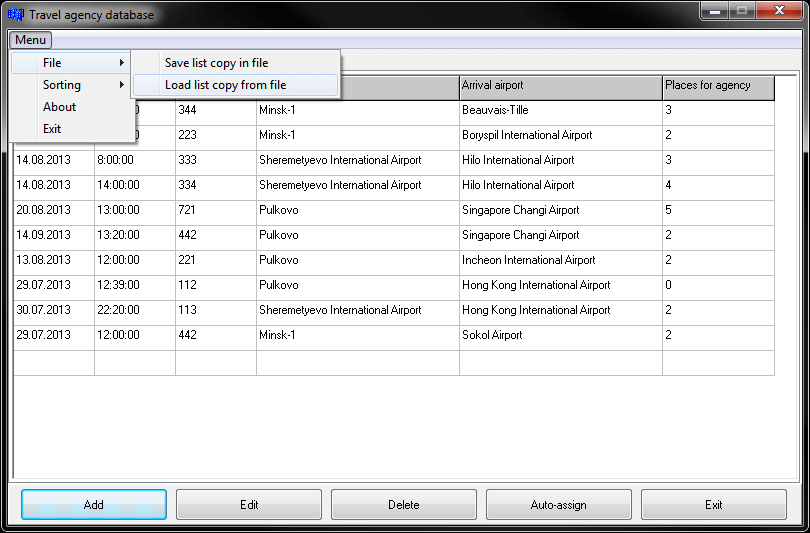 Travel agency database
Menu
File Save list copy in file
Sorting Load list copy from file
Arrival airport Places for agency
About
344 Minsk-1 Beauvais-Tille 3
Exit
223 Minsk-1 Boryspil International Airport 2
14.08.2013 8:00:00 333 Sheremetyevo International Airport Hilo International Airport 3
14.08.2013 14:00:00 334 Sheremetyevo International Airport Hilo International Airport 4
20.08.2013 13:00:00 721 Pulkovo Singapore Changi Airport 5
14.09.2013 13:20:00 442 Pulkovo Singapore Changi Airport 2
13.08.2013 12:00:00 221 Pulkovo Incheon International Airport 2
29.07.2013 12:39:00 112 Pulkovo Hong Kong International Airport 0
30.07.2013 22:20:00 113 Sheremetyevo International Airport Hong Kong International Airport 2
29.07.2013 12:00:00 442 Minsk-1 Sokol Airport 2
Add Edit Delete Auto-assign Exit